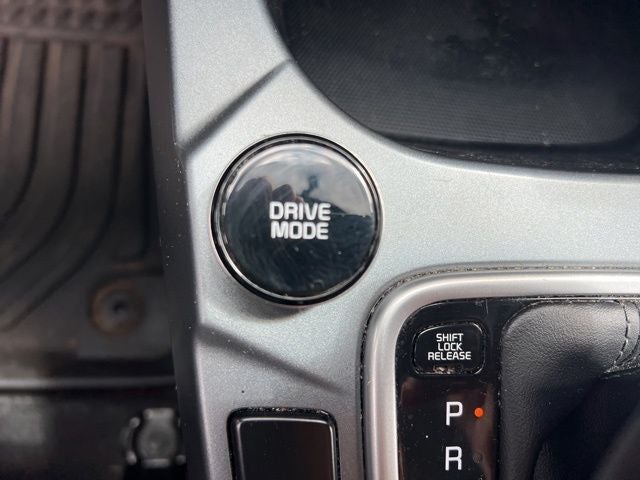 DRIVE
MODE
SHIFT
LOCK
RELEASE
P
R